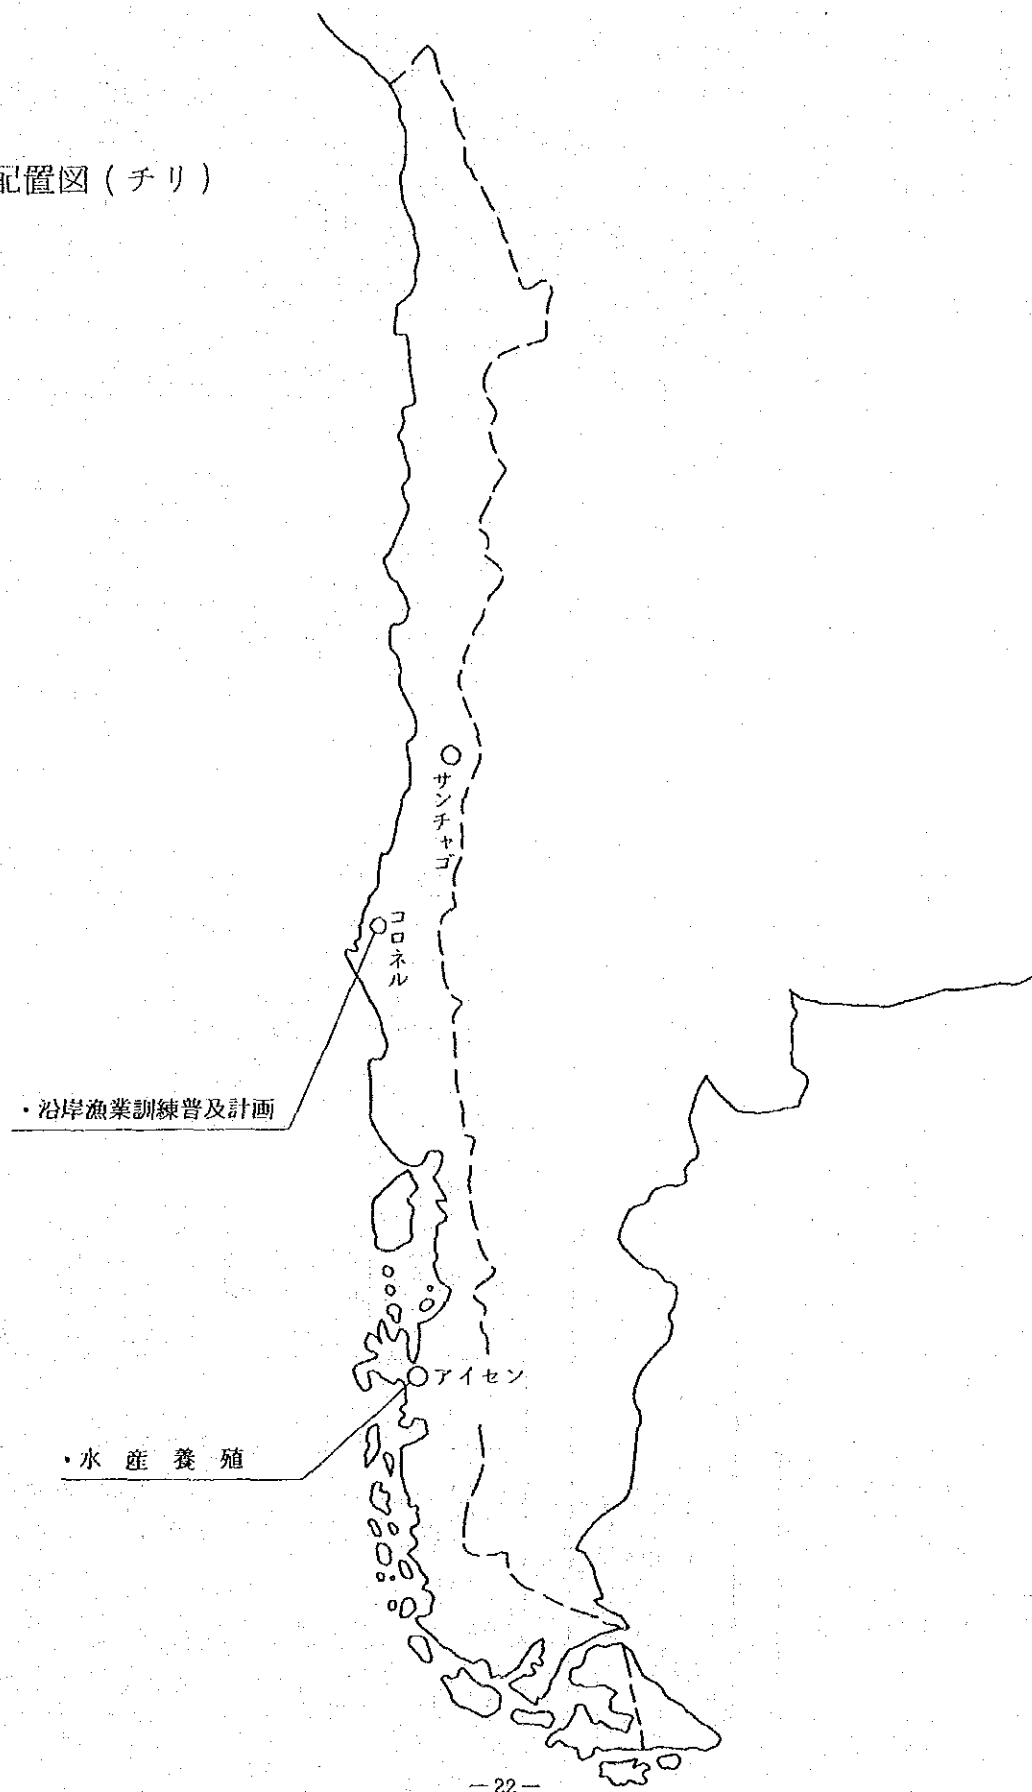 配置図（チリ）
サンチャゴ
コロネル
・沿岸漁業訓練普及計画
アイセン
・水産養殖
－22－